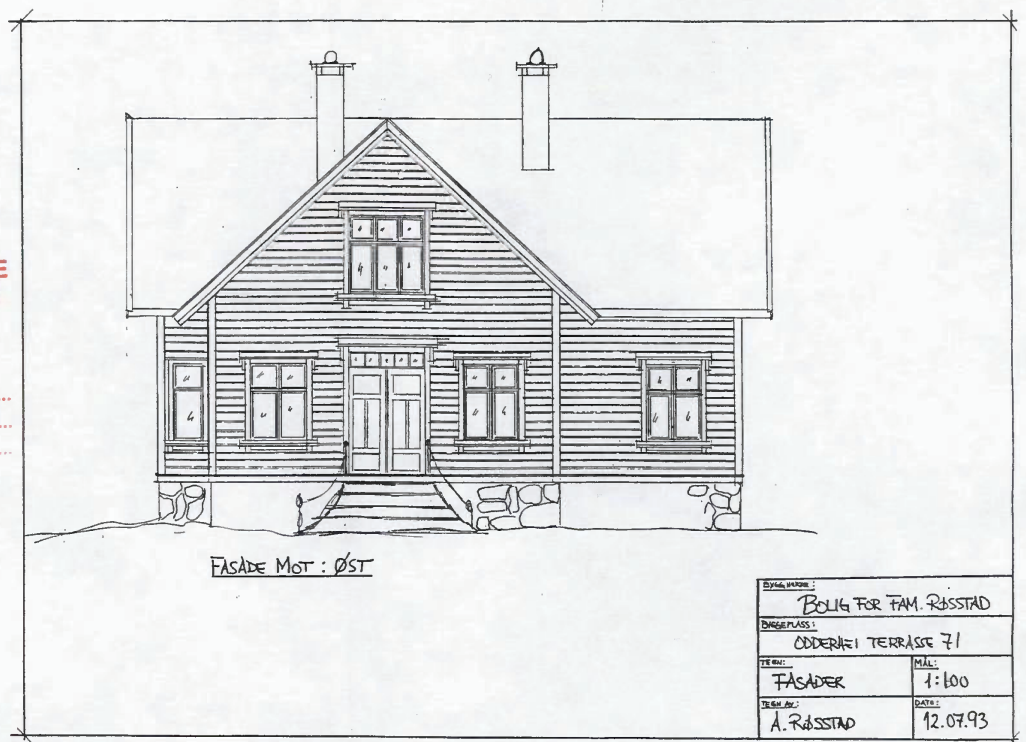 FASADE MOT : ØST
BYGGHERRE:
BOLIG FOR FAM. RØSSTAD
BYGGEPLASS:
ODDERHEI TERRASSE 71
TEGN:
FASADER
MÅL:
1:100
TEGN AV:
A. RØSSTAD
DATO:
12.07.93